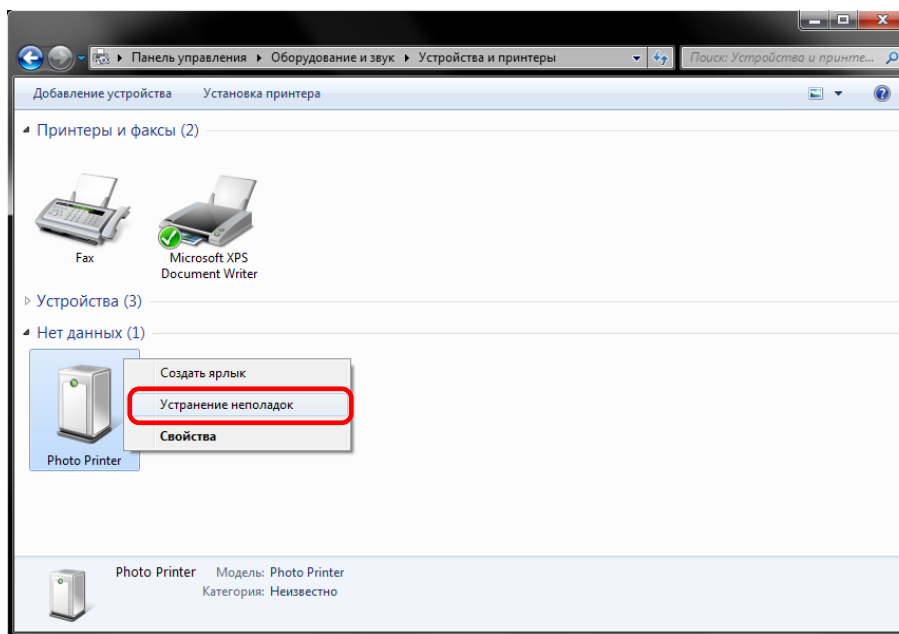 Панель управления Оборудование и звук Устройства и принтеры Поиск: Устройства и принте...
Добавление устройства Установка принтера
Принтеры и факсы (2)
Fax
Microsoft XPS
Document Writer
Устройства (3)
Нет данных (1)
Создать ярлык
Устранение неполадок
Свойства
Photo Printer
Photo Printer Модель: Photo Printer
Категория: Неизвестно